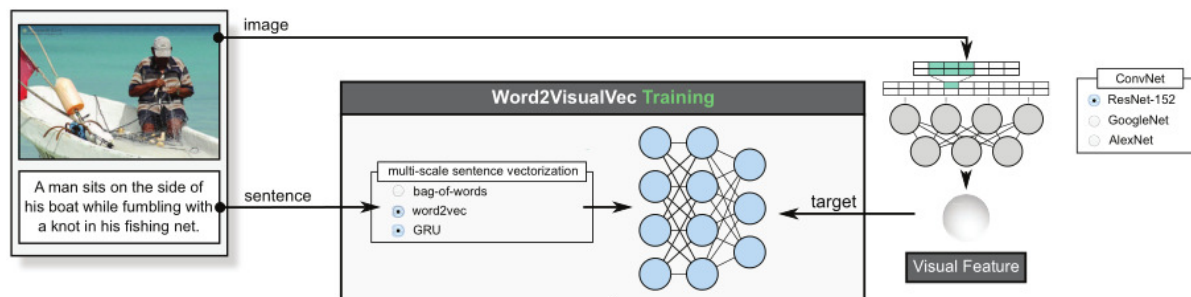 image
Word2VisualVec Training
ConvNet
ResNet-152
GoogleNet
AlexNet
multi-scale sentence vectorization
bag-of-words
word2vec
GRU
A man sits on the side of
his boat while fumbling with
a knot in his fishing net.
sentence
target
Visual Feature